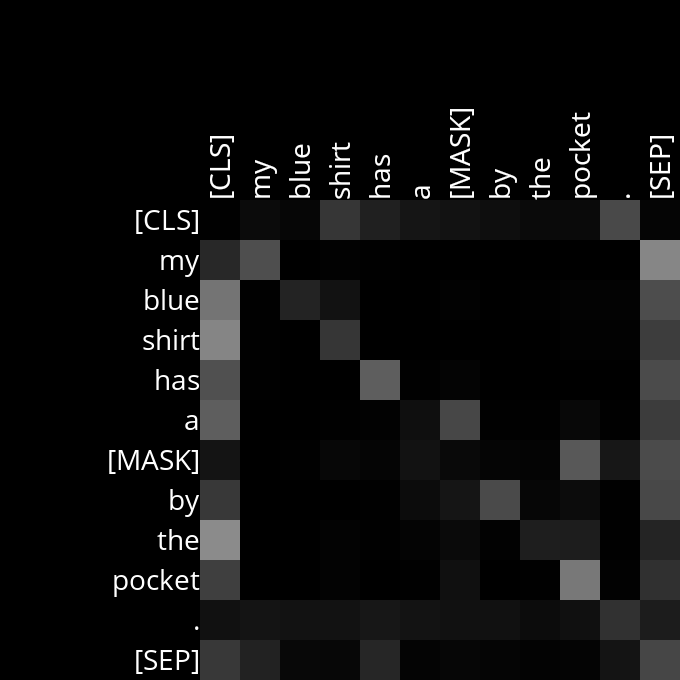 [CLS] my blue shirt has a [MASK] by the pocket . [SEP]
[CLS]
my
blue
shirt
has
a
[MASK]
by
the
pocket
.
[SEP]